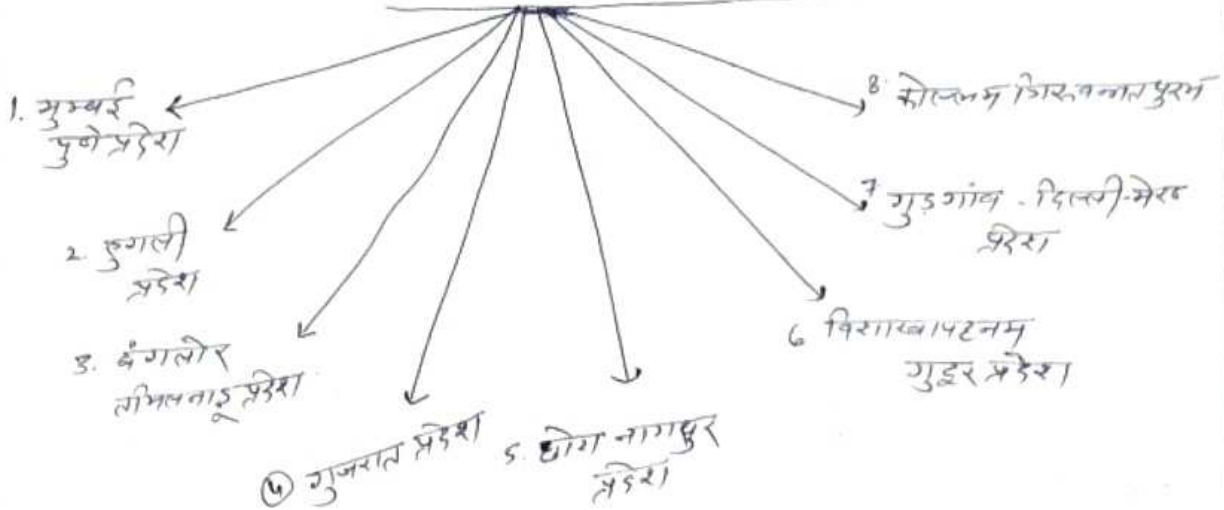 1. मुम्बई
पुणे प्रदेश
2. हुगली
प्रदेश
3. बंगलोर
तमिलनाडू प्रदेश
④ गुजरात प्रदेश
5. छोटा नागपुर
प्रदेश
6 विशाखापटनम
गुडूर प्रदेश
7 गुड़गांव - दिल्ली-मेरठ
प्रदेश
8. कोल्लम तिरुवनन्तपुरम